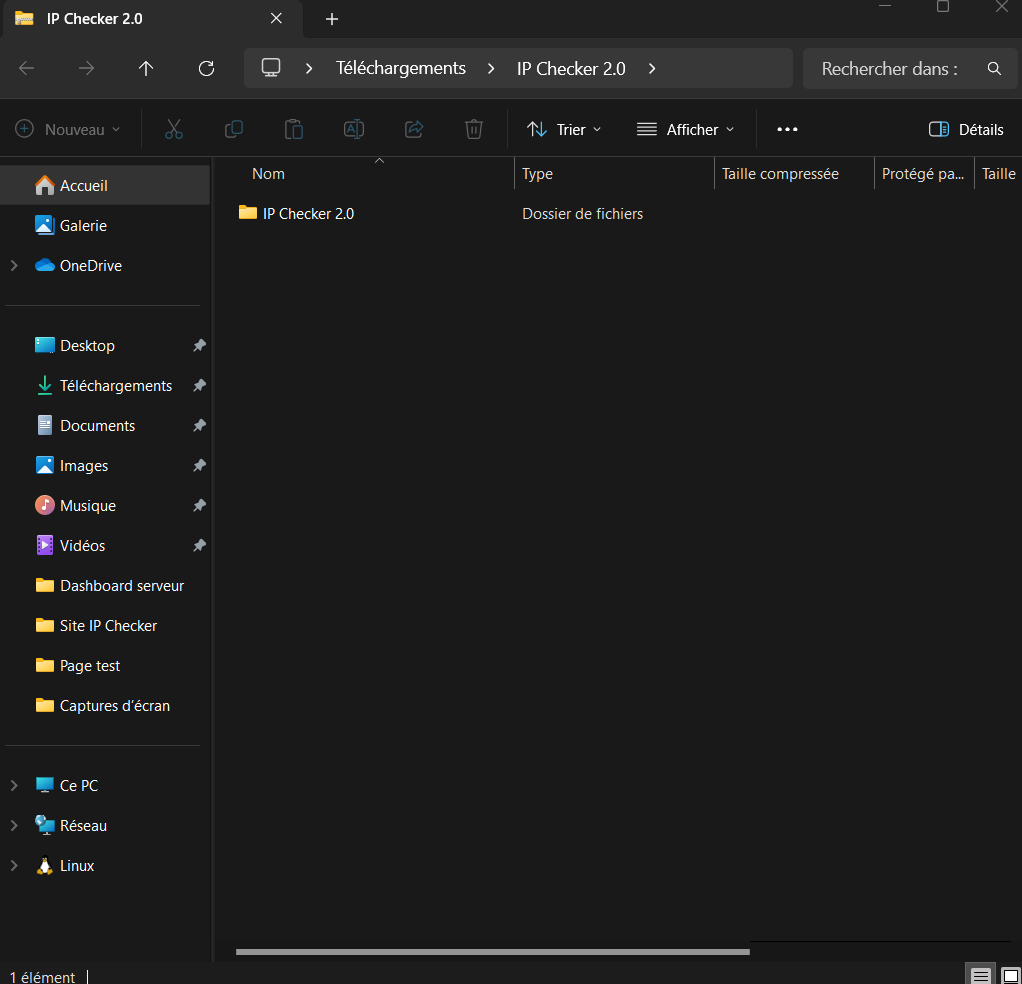 IP Checker 2.0
Téléchargements IP Checker 2.0 Rechercher dans :
Nouveau Trier Afficher Détails
Nom Type Taille compressée Protégé pa... Taille
IP Checker 2.0 Dossier de fichiers
Accueil
Galerie
OneDrive
Desktop
Téléchargements
Documents
Images
Musique
Vidéos
Dashboard serveur
Site IP Checker
Page test
Captures d’écran
Ce PC
Réseau
Linux
1 élément